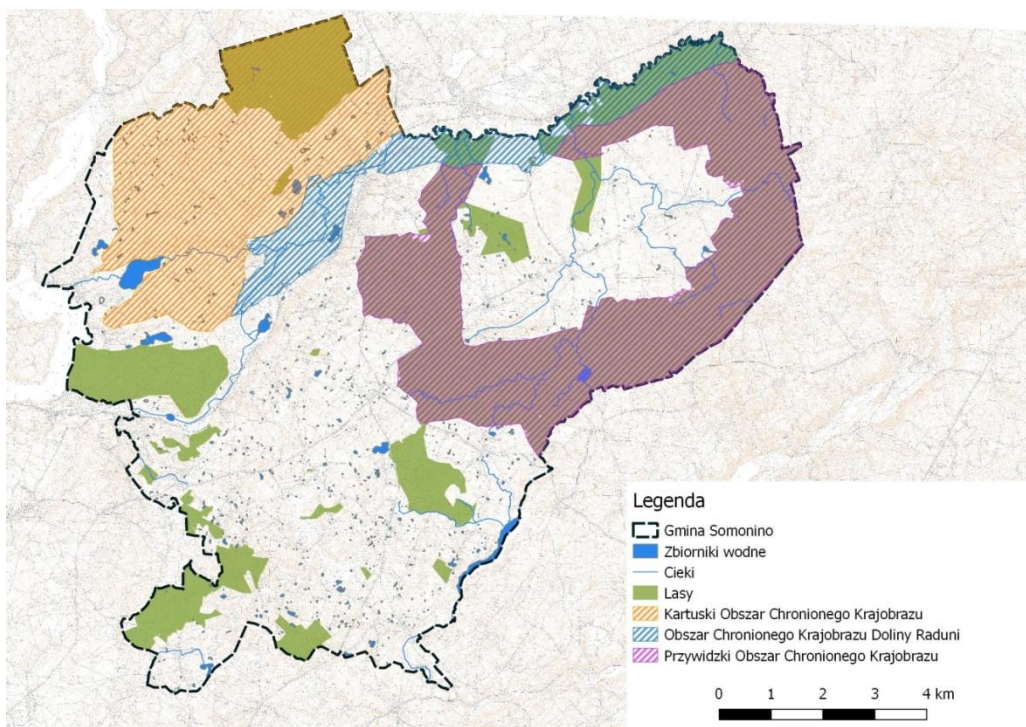 Legenda
Gmina Somonino
Zbiorniki wodne
Cieki
Lasy
Kartuski Obszar Chronionego Krajobrazu
Obszar Chronionego Krajobrazu Doliny Raduni
Przywidzki Obszar Chronionego Krajobrazu
0 1 2 3 4 km